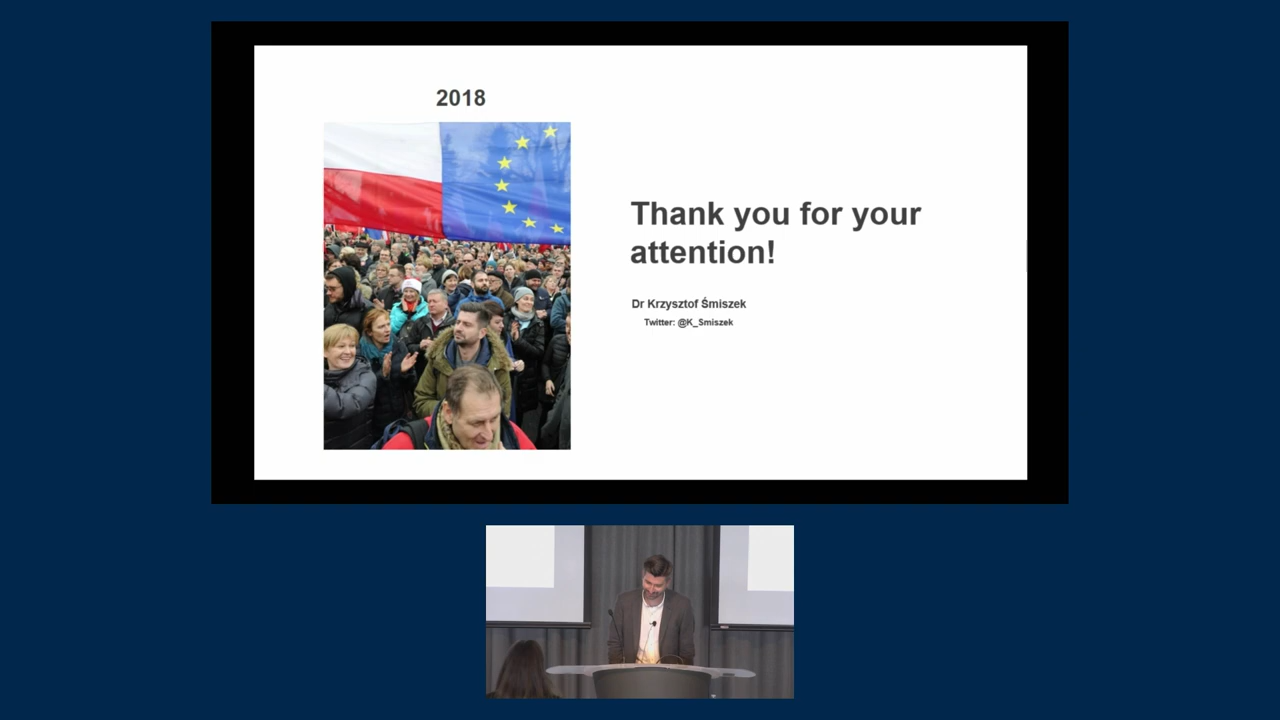 2018
Thank you for your
attention!
Dr Krzysztof Śmiszek
Twitter: @K_Smiszek